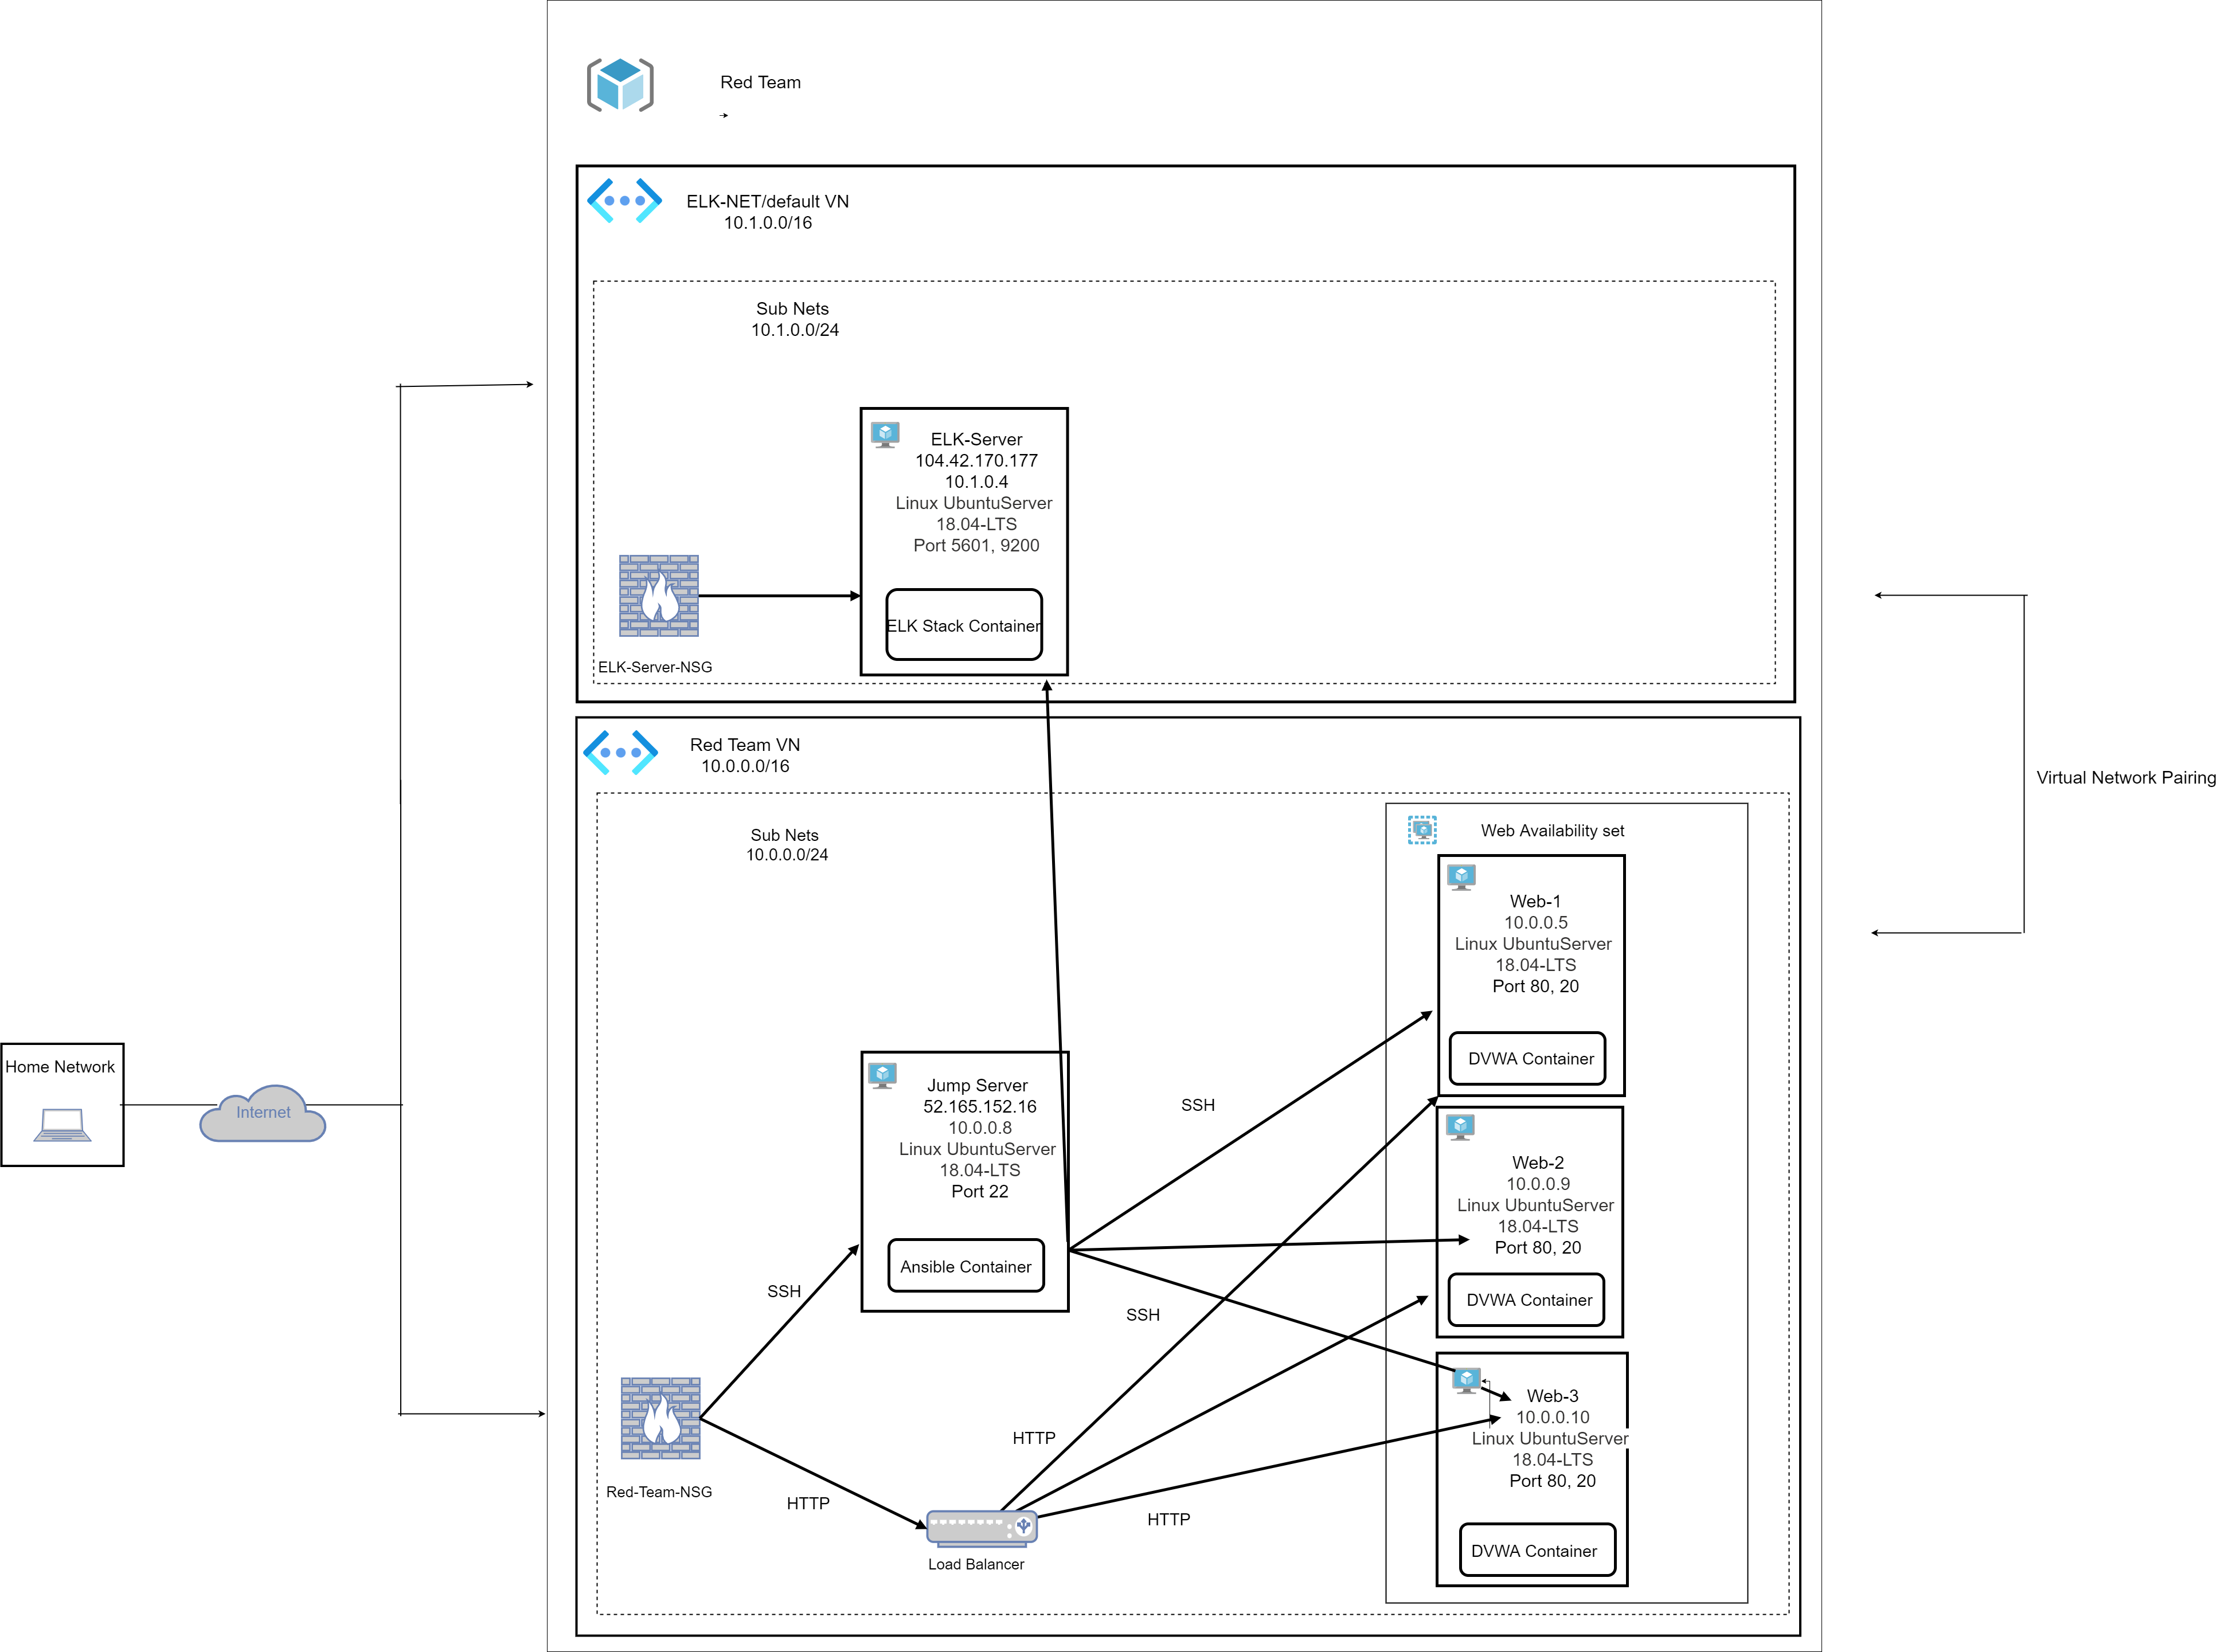 Red Team
ELK-NET/default VN
10.1.0.0/16
Sub Nets
10.1.0.0/24
ELK-Server
104.42.170.177
10.1.0.4
Linux UbuntuServer
18.04-LTS
Port 5601, 9200
ELK Stack Container
ELK-Server-NSG
Virtual Network Pairing
Red Team VN
10.0.0.0/16
Sub Nets
10.0.0.0/24
Web Availability set
Web-1
10.0.0.5
Linux UbuntuServer
18.04-LTS
Port 80, 20
DVWA Container
Home Network
Internet
Jump Server
52.165.152.16
10.0.0.8
Linux UbuntuServer
18.04-LTS
Port 22
Ansible Container
SSH
SSH
SSH
Web-2
10.0.0.9
Linux UbuntuServer
18.04-LTS
Port 80, 20
DVWA Container
Web-3
10.0.0.10
Linux UbuntuServer
18.04-LTS
Port 80, 20
DVWA Container
Red-Team-NSG
HTTP
HTTP
HTTP
Load Balancer